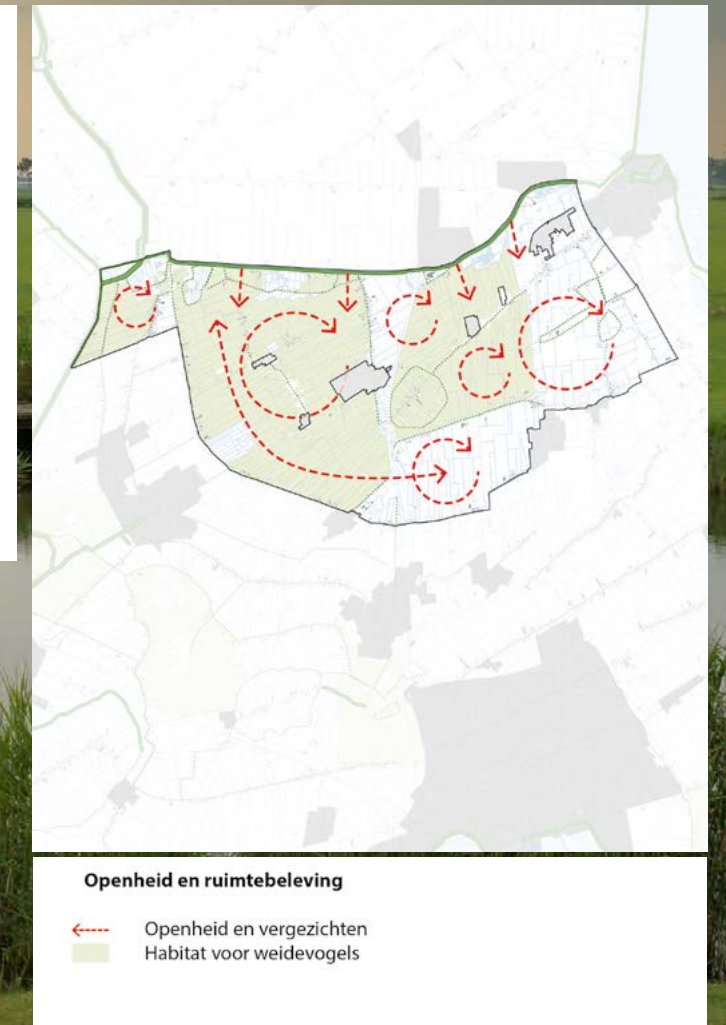 Openheid en ruimtebeleving
Openheid en vergezichten
Habitat voor weidevogels